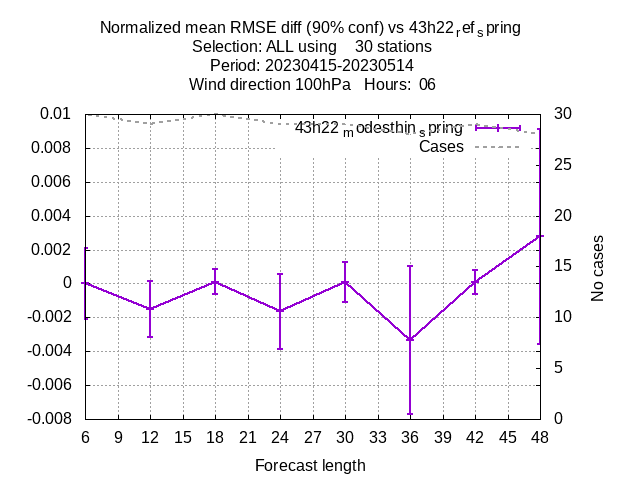 Normalized mean RMSE diff (90% conf) vs 43h22refspring
Selection: ALL using 30 stations
Period: 20230415-20230514
Wind direction 100hPa Hours: 06
43h22modesthinspring
Cases
0.01
0.008
0.006
0.004
0.002
0
-0.002
-0.004
-0.006
-0.008
30
25
20
15
10
5
0
No cases
6 9 12 15 18 21 24 27 30 33 36 39 42 45 48
Forecast length